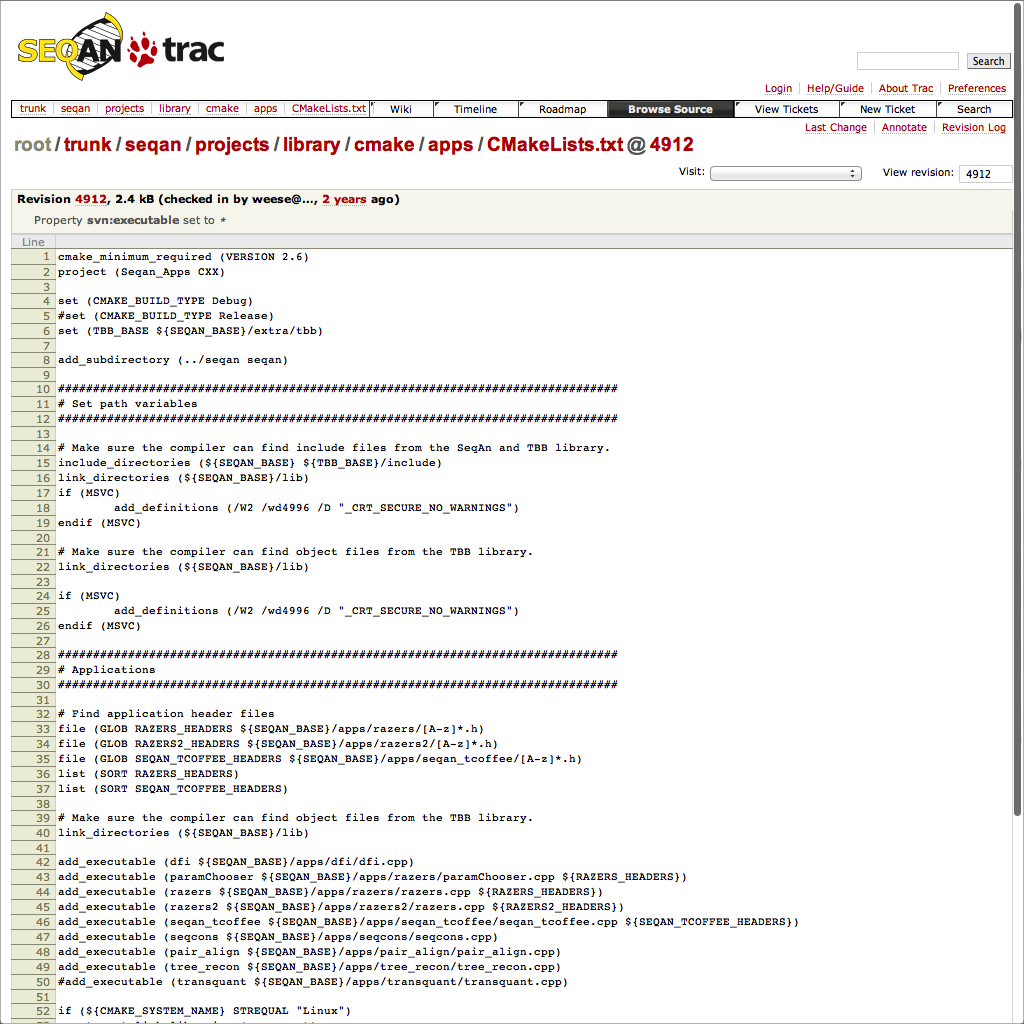 SEQAN trac
Search
Login Help/Guide About Trac Preferences
trunk seqan projects library cmake apps CMakeLists.txt Wiki Timeline Roadmap Browse Source View Tickets New Ticket Search
Last Change Annotate Revision Log
root / trunk / seqan / projects / library / cmake / apps / CMakeLists.txt @ 4912
Visit: View revision: 4912
Revision 4912, 2.4 kB (checked in by weese@..., 2 years ago)
Property svn:executable set to *
Line
1 cmake_minimum_required (VERSION 2.6)
2 project (Seqan_Apps CXX)
3
4 set (CMAKE_BUILD_TYPE Debug)
5 #set (CMAKE_BUILD_TYPE Release)
6 set (TBB_BASE ${SEQAN_BASE}/extra/tbb)
7
8 add_subdirectory (../seqan seqan)
9
10 ################################################################################
11 # Set path variables
12 ################################################################################
13
14 # Make sure the compiler can find include files from the SeqAn and TBB library.
15 include_directories (${SEQAN_BASE} ${TBB_BASE}/include)
16 link_directories (${SEQAN_BASE}/lib)
17 if (MSVC)
18 add_definitions (/W2 /wd4996 /D "_CRT_SECURE_NO_WARNINGS")
19 endif (MSVC)
20
21 # Make sure the compiler can find object files from the TBB library.
22 link_directories (${SEQAN_BASE}/lib)
23
24 if (MSVC)
25 add_definitions (/W2 /wd4996 /D "_CRT_SECURE_NO_WARNINGS")
26 endif (MSVC)
27
28 ################################################################################
29 # Applications
30 ################################################################################
31
32 # Find application header files
33 file (GLOB RAZERS_HEADERS ${SEQAN_BASE}/apps/razers/[A-z]*.h)
34 file (GLOB RAZERS2_HEADERS ${SEQAN_BASE}/apps/razers2/[A-z]*.h)
35 file (GLOB SEQAN_TCOFFEE_HEADERS ${SEQAN_BASE}/apps/seqan_tcoffee/[A-z]*.h)
36 list (SORT RAZERS_HEADERS)
37 list (SORT SEQAN_TCOFFEE_HEADERS)
38
39 # Make sure the compiler can find object files from the TBB library.
40 link_directories (${SEQAN_BASE}/lib)
41
42 add_executable (dfi ${SEQAN_BASE}/apps/dfi/dfi.cpp)
43 add_executable (paramChooser ${SEQAN_BASE}/apps/razers/paramChooser.cpp ${RAZERS_HEADERS})
44 add_executable (razers ${SEQAN_BASE}/apps/razers/razers.cpp ${RAZERS_HEADERS})
45 add_executable (razers2 ${SEQAN_BASE}/apps/razers2/razers.cpp ${RAZERS2_HEADERS})
46 add_executable (seqan_tcoffee ${SEQAN_BASE}/apps/seqan_tcoffee/seqan_tcoffee.cpp ${SEQAN_TCOFFEE_HEADERS})
47 add_executable (seqcons ${SEQAN_BASE}/apps/seqcons/seqcons.cpp)
48 add_executable (pair_align ${SEQAN_BASE}/apps/pair_align/pair_align.cpp)
49 add_executable (tree_recon ${SEQAN_BASE}/apps/tree_recon/tree_recon.cpp)
50 #add_executable (transquant ${SEQAN_BASE}/apps/transquant/transquant.cpp)
51
52 if (${CMAKE_SYSTEM_NAME} STREQUAL "Linux")